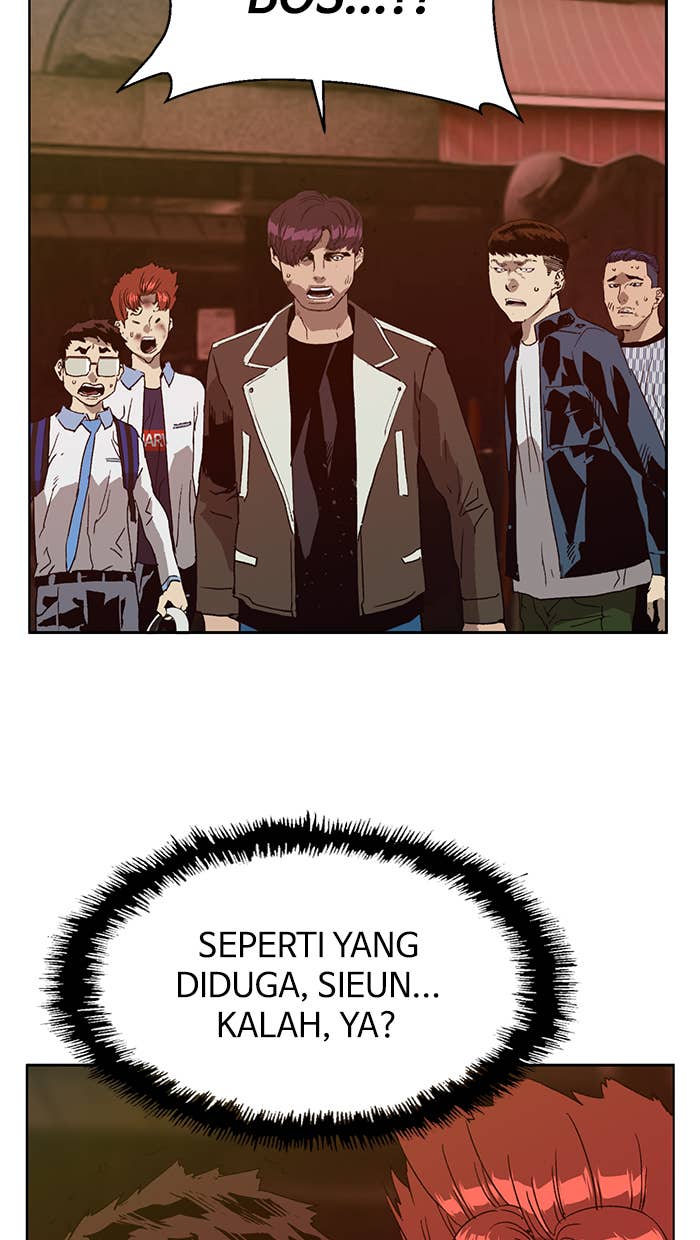 BOS...??
SEPERTI YANG
DIDUGA, SIEUN...
KALAH, YA?